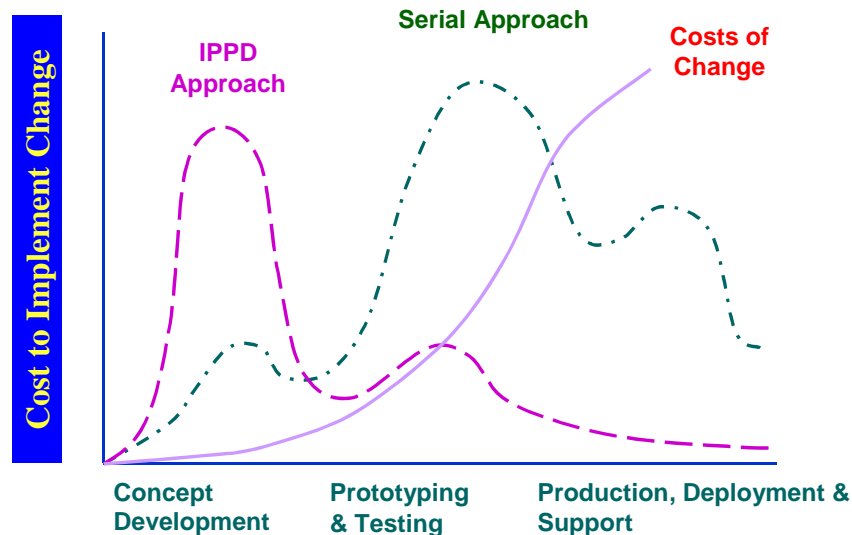 Cost to Implement Change
IPPD
Approach
Serial Approach
Costs of
Change
Concept
Development
Prototyping
& Testing
Production, Deployment &
Support